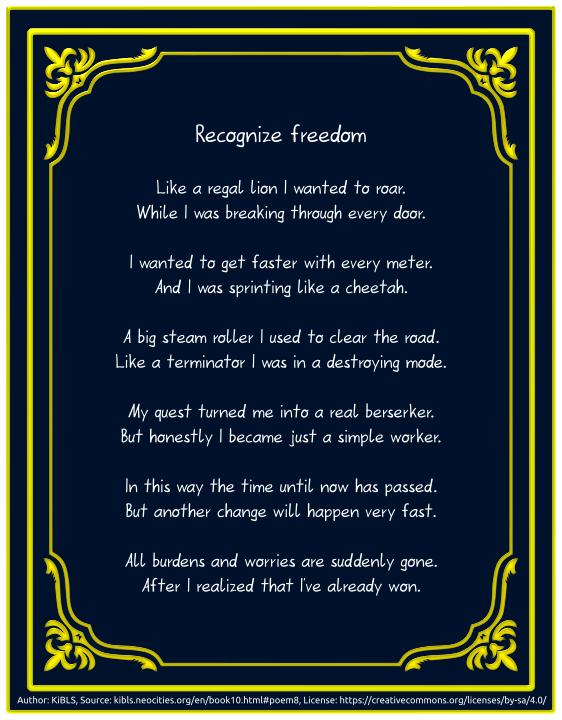 Recognize freedom
Like a regal lion I wanted to roar.
While I was breaking through every door.
I wanted to get faster with every meter.
And I was sprinting like a cheetah.
A big steam roller I used to clear the road.
Like a terminator I was in a destroying mode.
My quest turned me into a real berserker.
But honestly I became just a simple worker.
In this way the time until now has passed.
But another change will happen very fast.
All burdens and worries are suddenly gone.
After I realized that I've already won.
Author: KiBLS, Source: kibls.neocities.org/en/book10.html#poem8, License: https://creativecommons.org/licenses/by-sa/4.0/